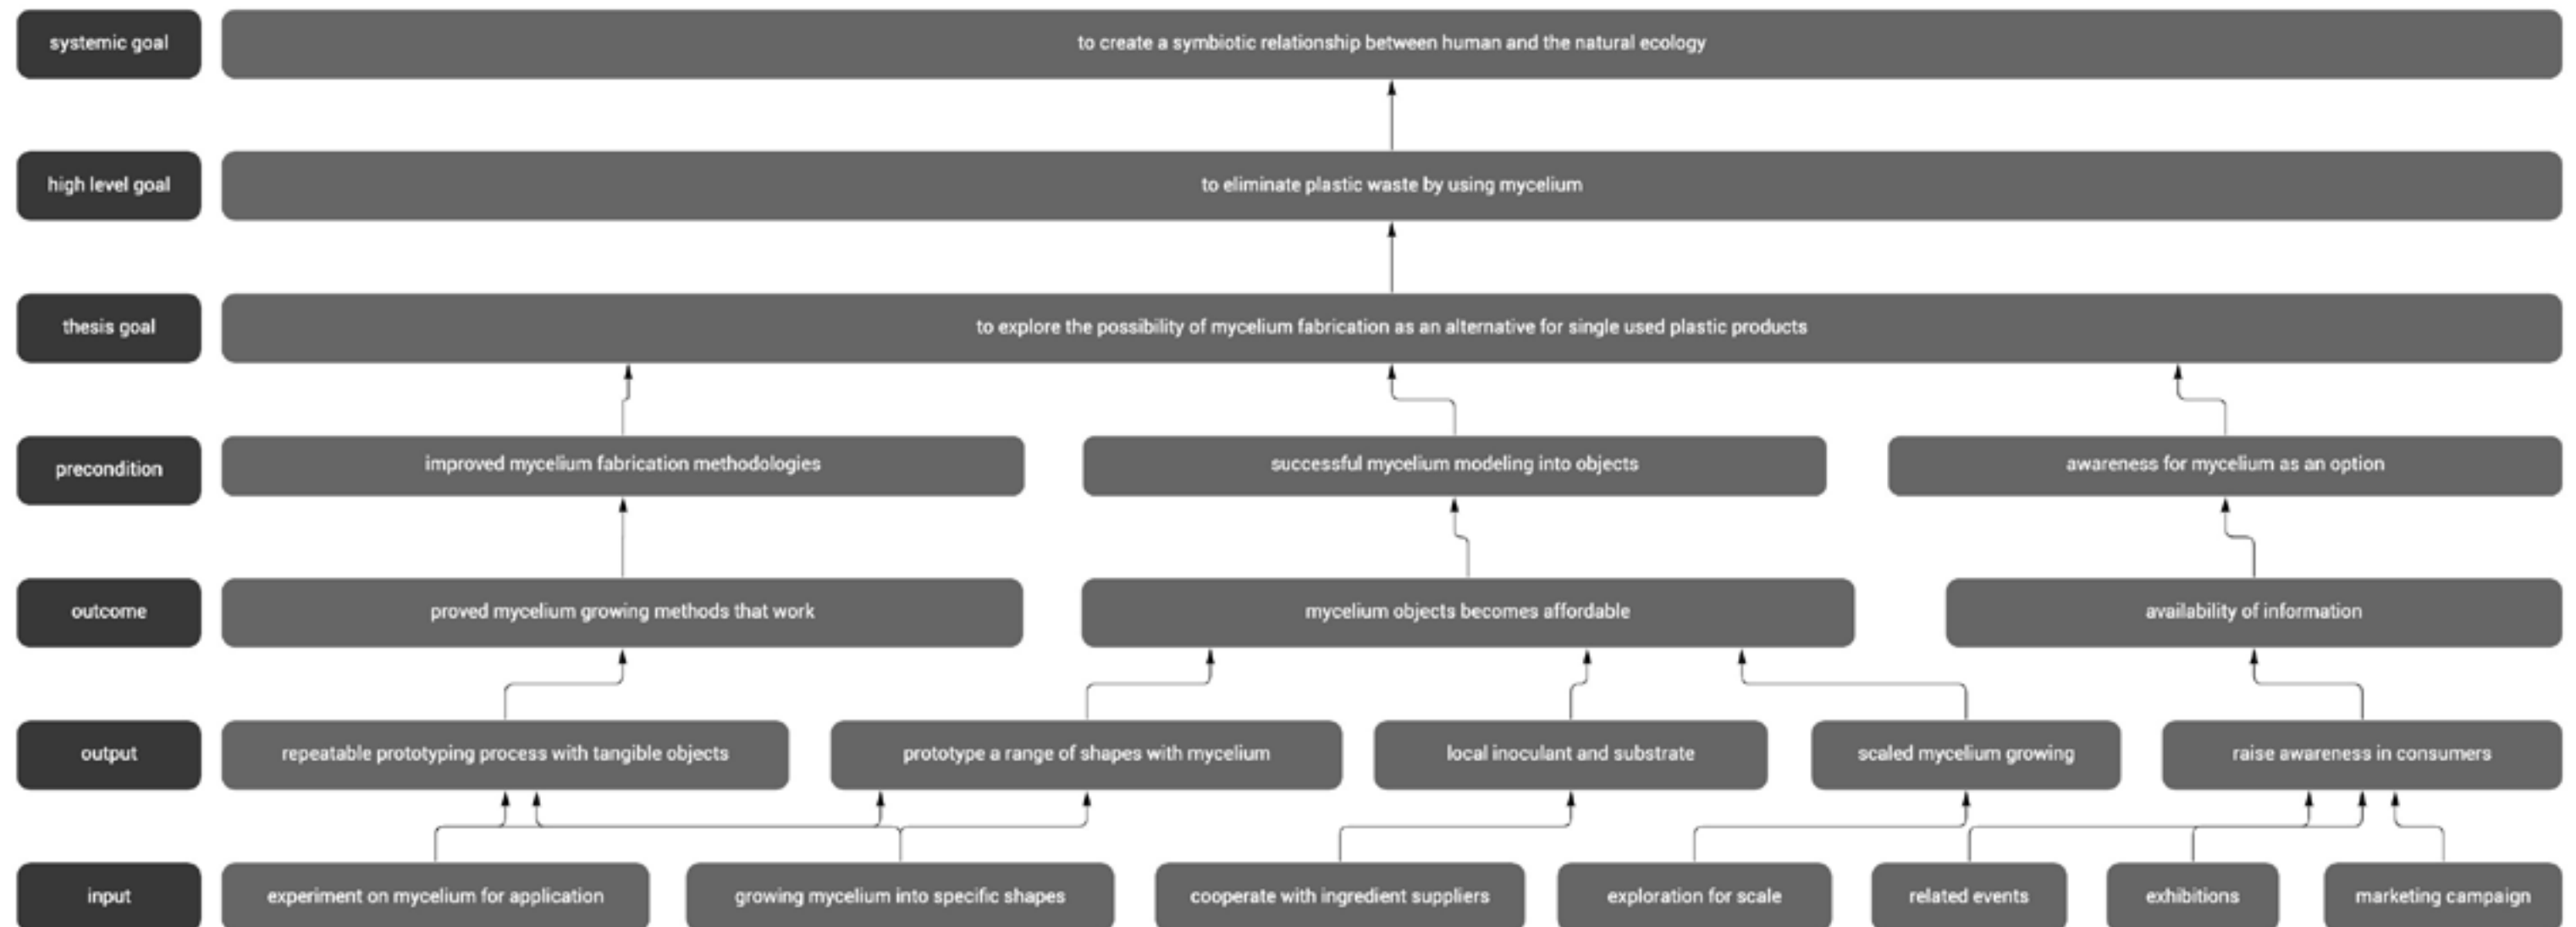 systemic goal
to create a symbiotic relationship between human and the natural ecology
high level goal
to eliminate plastic waste by using mycelium
thesis goal
to explore the possibility of mycelium fabrication as an alternative for single used plastic products
precondition
improved mycelium fabrication methodologies
successful mycelium modeling into objects
awareness for mycelium as an option
outcome
proved mycelium growing methods that work
mycelium objects becomes affordable
availability of information
output
repeatable prototyping process with tangible objects
prototype a range of shapes with mycelium
local inoculant and substrate
scaled mycelium growing
raise awareness in consumers
input
experiment on mycelium for application
growing mycelium into specific shapes
cooperate with ingredient suppliers
exploration for scale
related events
exhibitions
marketing campaign